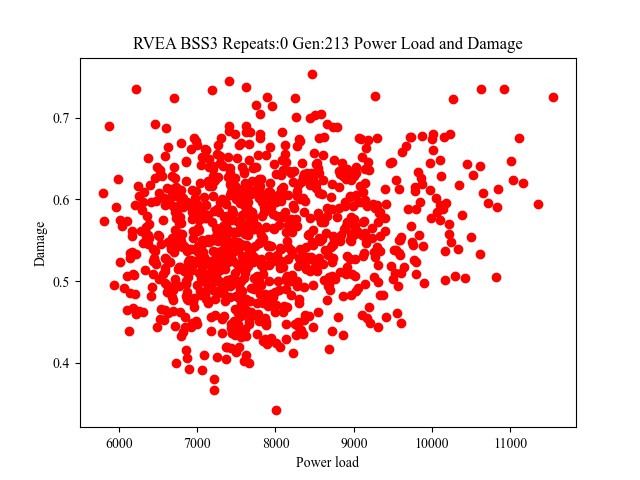 RVEA BSS3 Repeats:0 Gen:213 Power Load and Damage
0.7
0.6
0.5
0.4
Damage
6000 7000 8000 9000 10000 11000
Power load